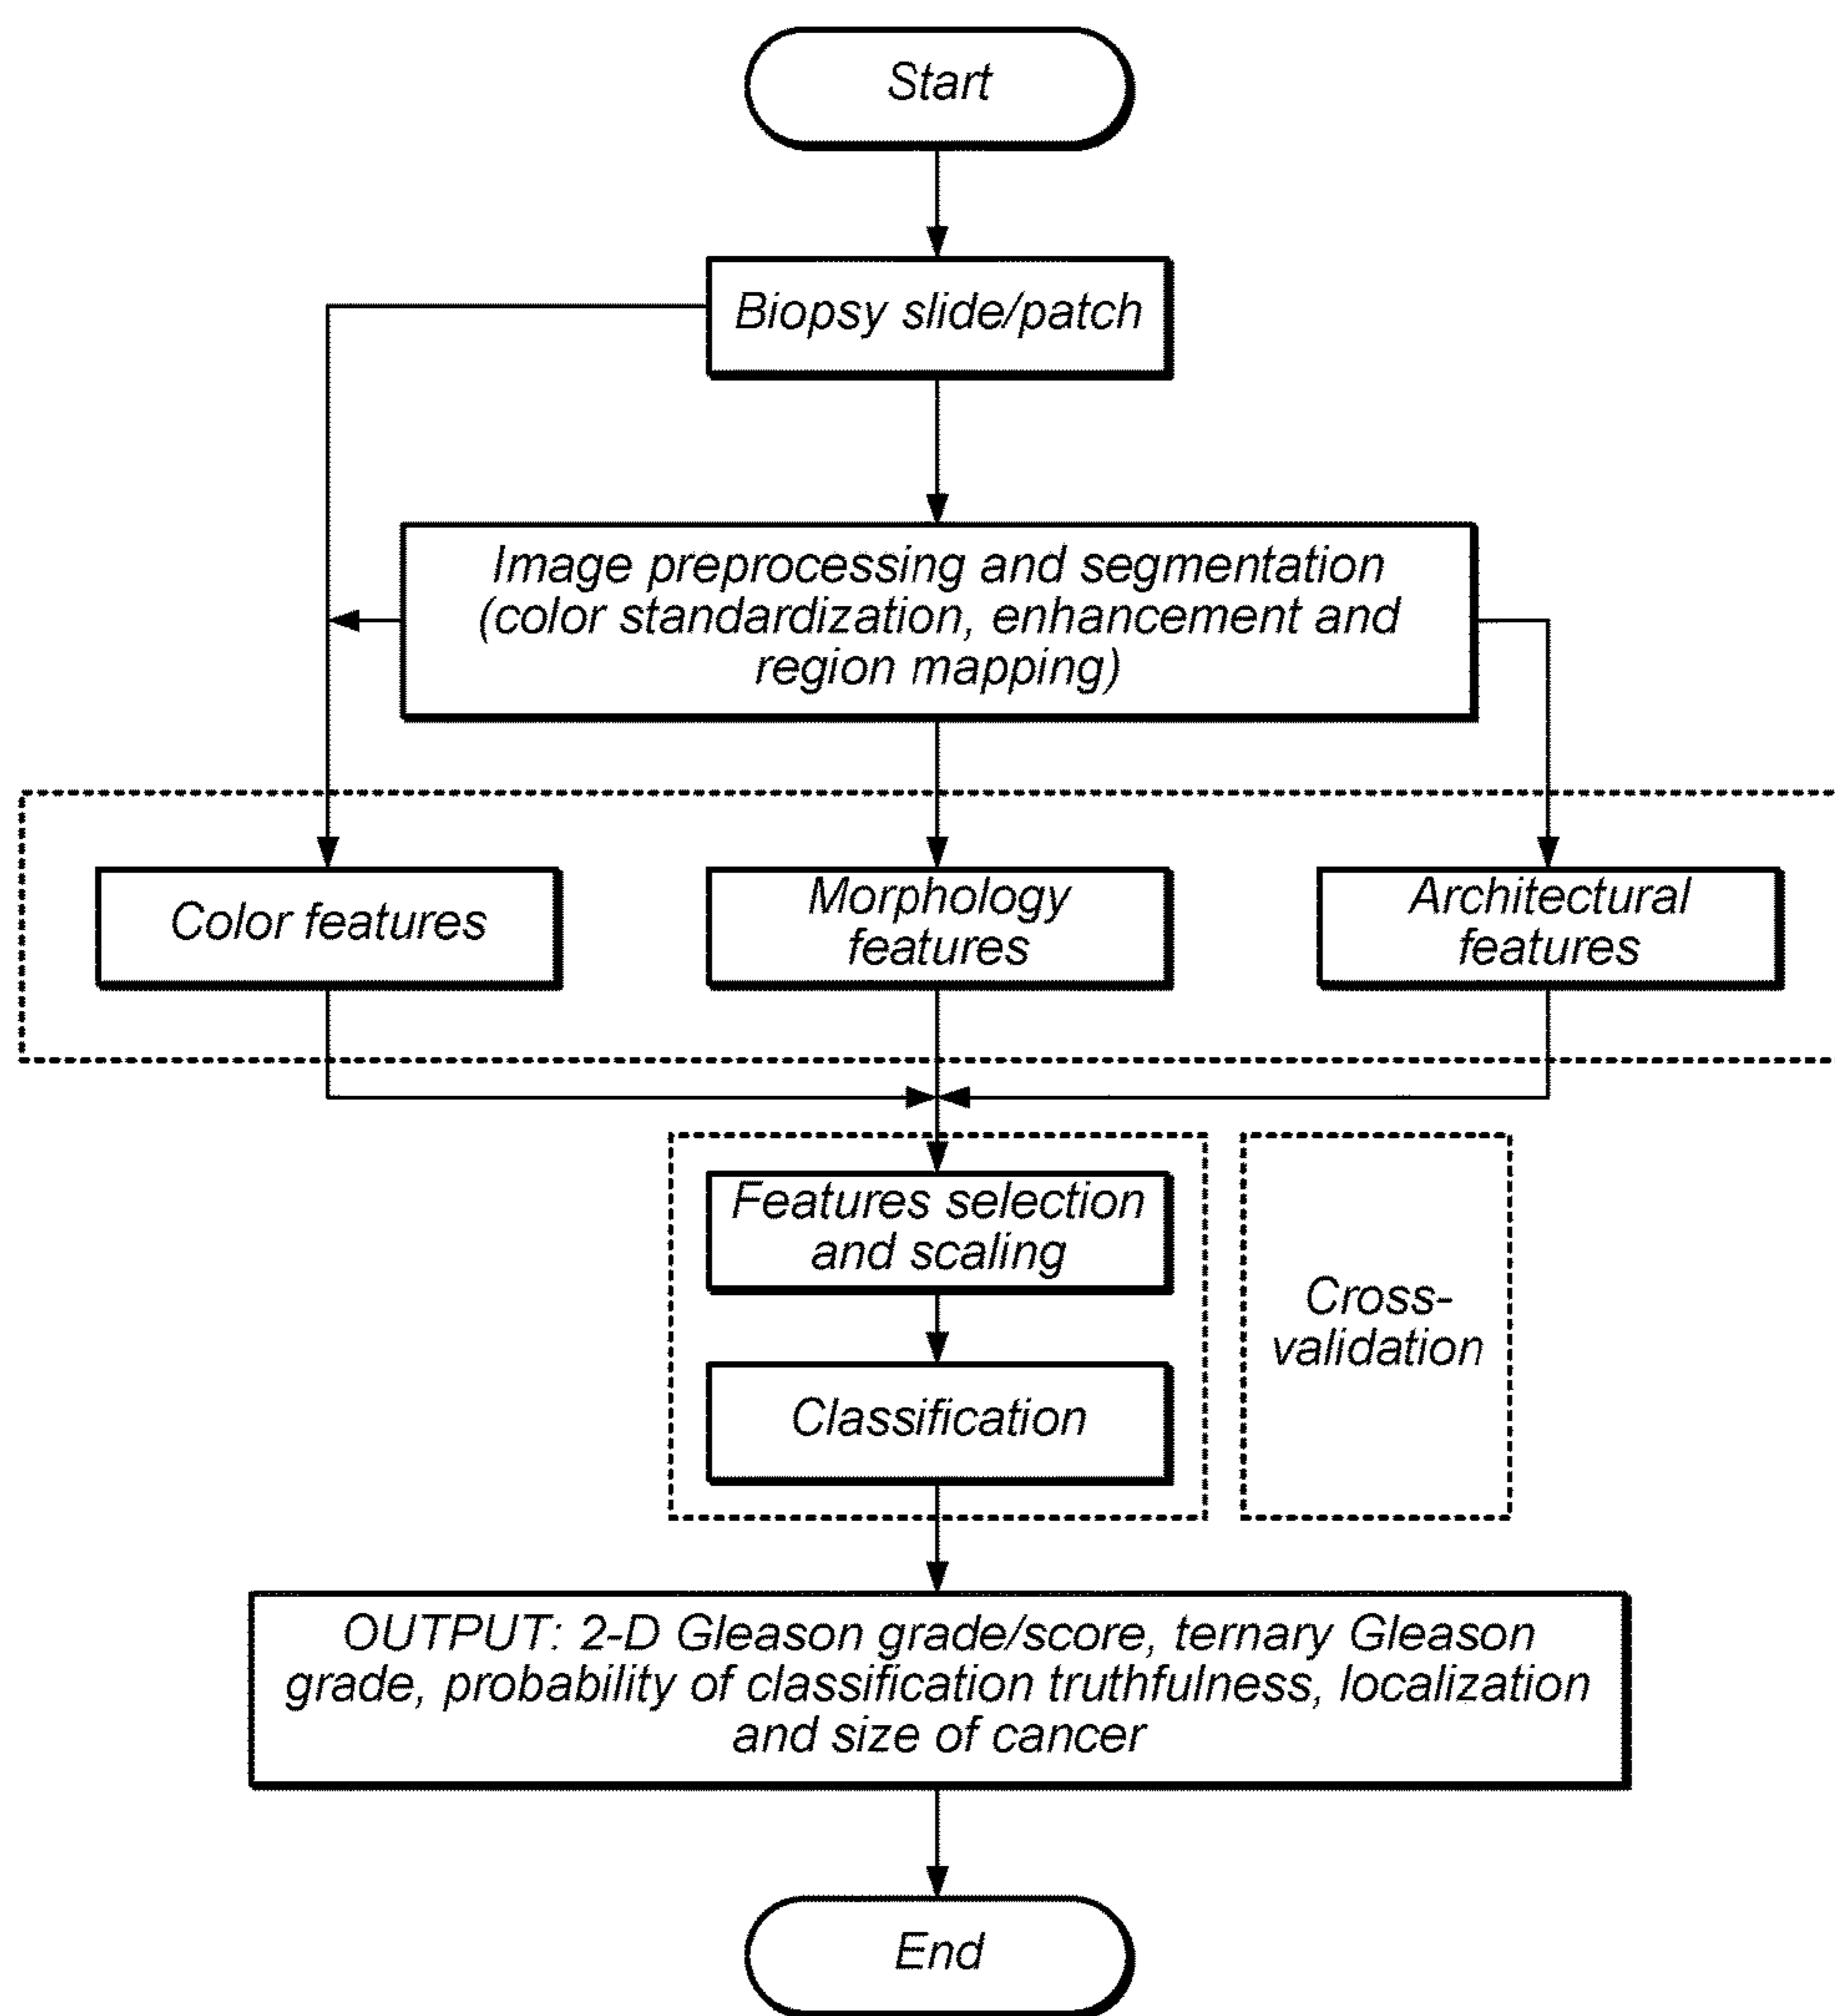 Start
Biopsy slide/patch
Image preprocessing and segmentation
(color standardization, enhancement and
region mapping)
Color features
Morphology
features
Architectural
features
Features selection
and scaling
Cross-
validation
Classification
OUTPUT: 2-D Gleason grade/score, ternary Gleason
grade, probability of classification truthfulness, localization
and size of cancer
End